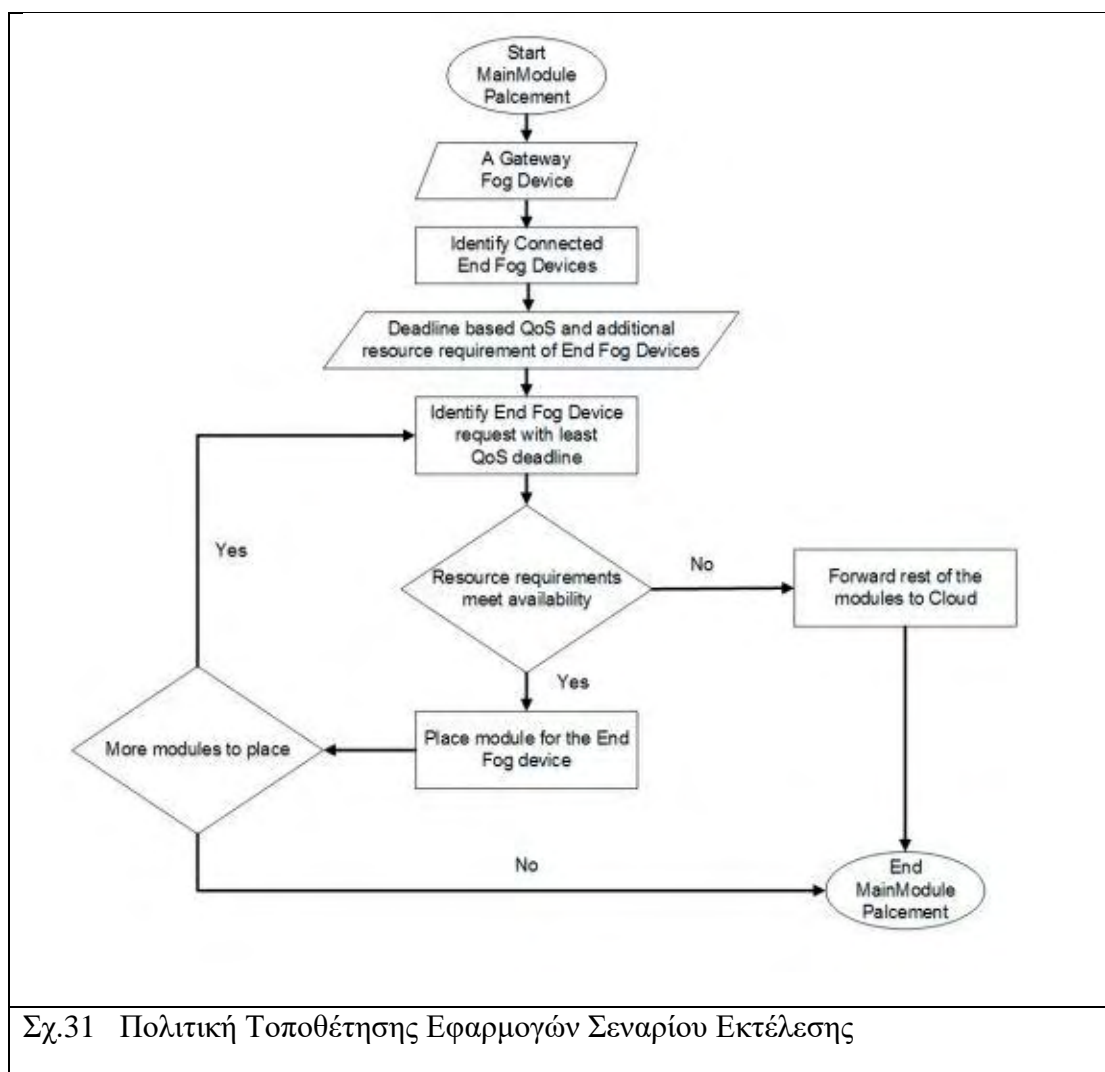 Start
MainModule
Palcement
A Gateway
Fog Device
Identify Connected
End Fog Devices
Deadline based QoS and additional
resource requirement of End Fog Devices
Identify End Fog Device
request with least
QoS deadline
Yes
Resource requirements
meet availability
No
Forward rest of the
modules to Cloud
Yes
More modules to place
Place module for the End
Fog device
No
End
MainModule
Palcement
Σχ.31 Πολιτική Τοποθέτησης Εφαρμογών Σεναρίου Εκτέλεσης